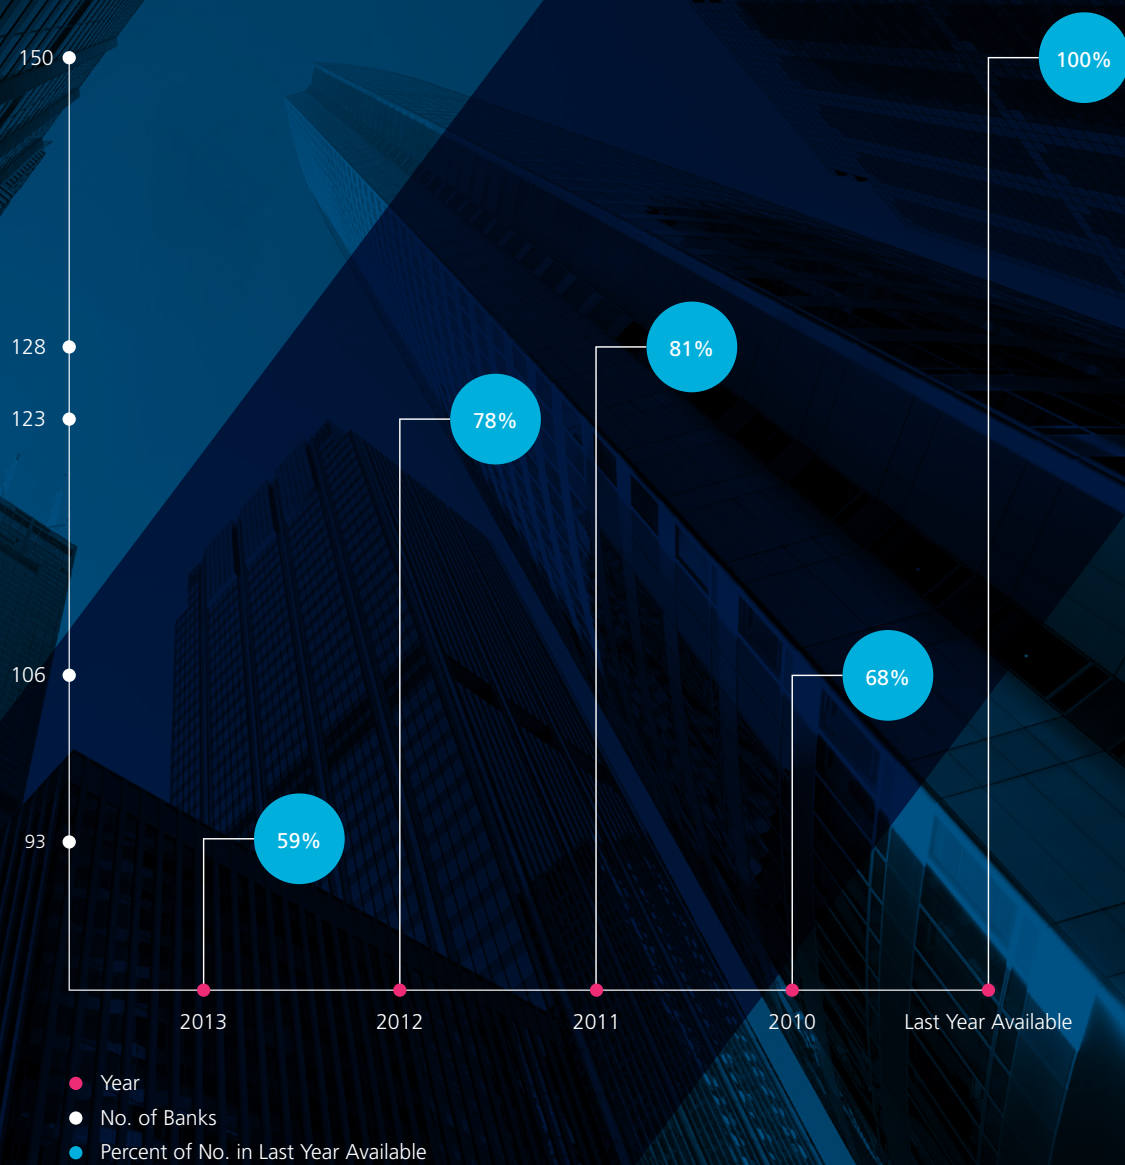 150
100%
128
81%
123
78%
106
68%
93
59%
2013 2012 2011 2010 Last Year Available
Year
No. of Banks
Percent of No. in Last Year Available